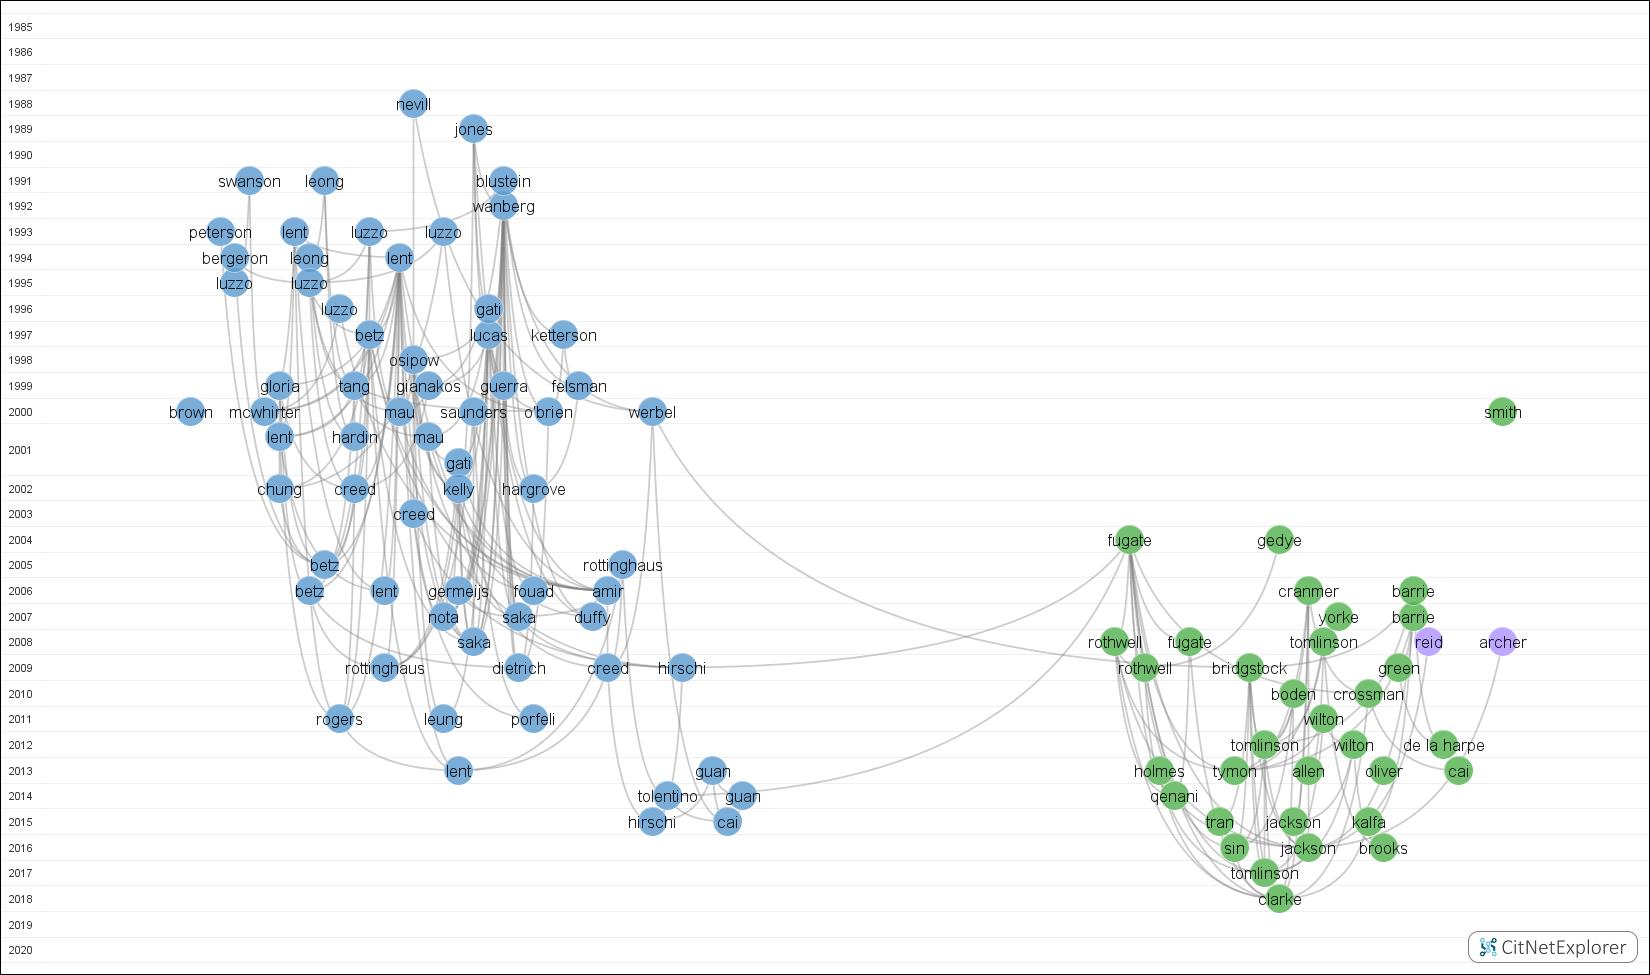 1985
1986
1987
1988 nevill
1989 jones
1990
1991 swanson leong blustein
1992 wanberg
1993 peterson lent luzzo luzzo
1994 bergeron leong lent
1995 luzzo luzzo
1996 luzzo gati
1997 betz lucas ketterson
1998 osipow
1999 gloria tang gianakos guerra felsman
2000 brown mcwhirter mau saunders o'brien werbel smith
lent hardin mau
2001
gati
2002 chung creed kelly hargrove
2003 creed
2004 fugate gedye
2005 betz rottinghaus
2006 betz lent germeijs fouad amir cranmer barrie
2007 nota saka duffy yorke barrie
2008 saka rothwell fugate tomlinson reid archer
2009 rottinghaus dietrich creed hirschi rothwell bridgstock green
2010 boden crossman
2011 rogers leung porfeli wilton
2012 tomlinson wilton de la harpe
2013 lent guan holmes tymon allen oliver cai
2014 tolentino guan qenani
2015 hirschi cai tran jackson kalfa
2016 sin jackson brooks
2017 tomlinson
2018 clarke
2019
2020
CitNetExplorer